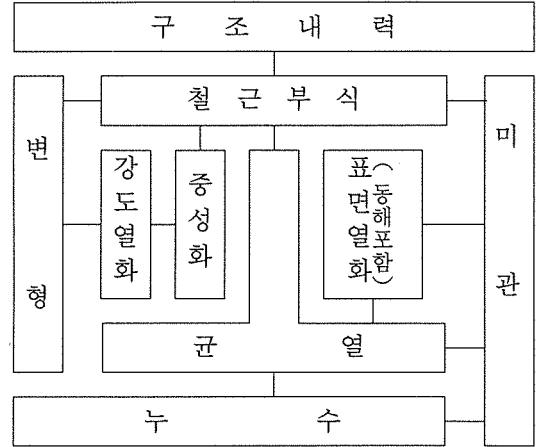 구 조 내 력
철 근 부 식
변 형
강도열화
중성화
표면열화
(동해포함)
미 관
균 열
누 수